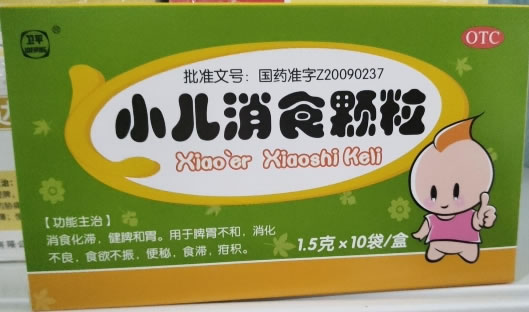 卫平
OTC
批准文号：国药准字Z20090237
小儿消食颗粒
Xiao'er Xiaoshi Keli
【功能主治】
消食化滞，健脾和胃。用于脾胃不和，消化
不良，食欲不振，便秘，食滞，疳积。
1.5克×10袋/盒